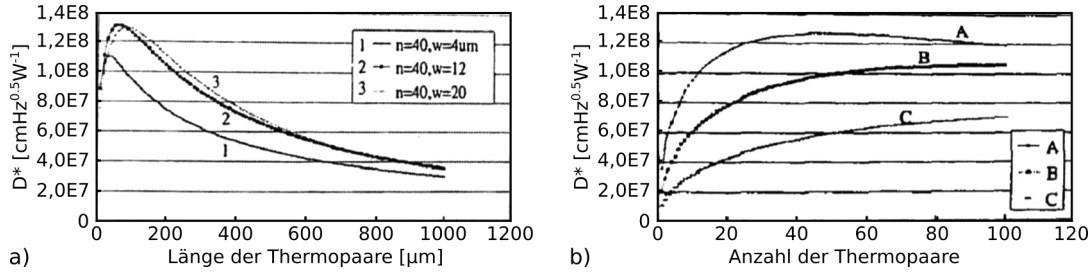 1,4E8
1,2E8
1,0E8
8,0E7
6,0E7
4,0E7
2,0E7
0
D* [cmHz^0.5W^-1]
1 n=40,w=4um
2 n=40,w=12
3 n=40,w=20
3
2
1
0 200 400 600 800 1000 1200
a) Länge der Thermopaare [µm]
1,4E8
1,2E8
1,0E8
8,0E7
6,0E7
4,0E7
2,0E7
0
D* [cmHz^0.5W^-1]
A
B
C
A
B
C
0 20 40 60 80 100 120
b) Anzahl der Thermopaare